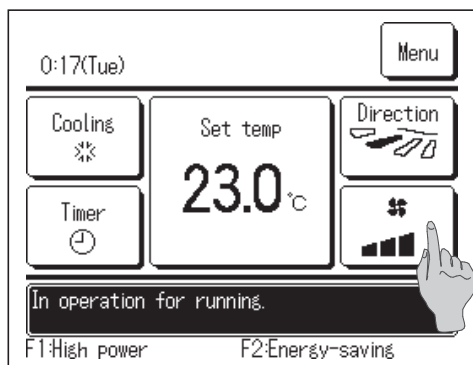 0:17(Tue)
Menu
Cooling
Set temp
Direction
23.0℃
Timer
In operation for running.
F1:High power
F2:Energy-saving